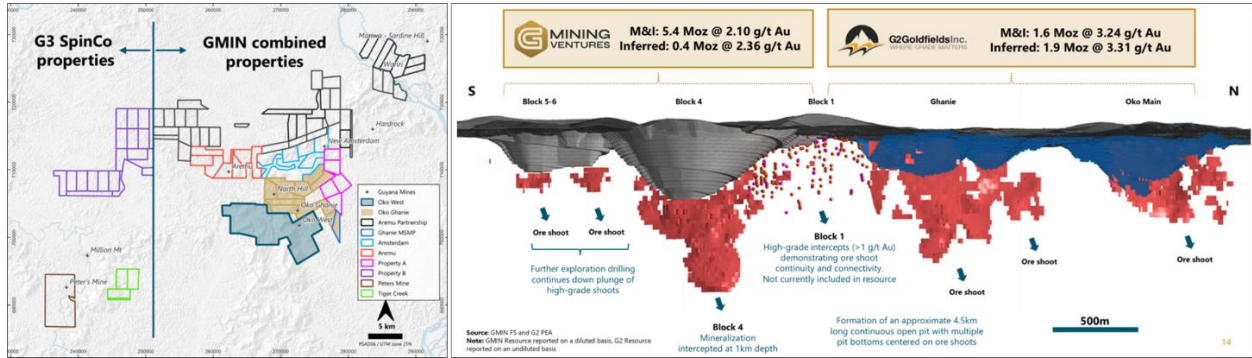 G3 SpinCo
properties
GMIN combined
properties
Hardrock
New Amsterdam
Aremu
North Hill
Oko Ghanie
Oko West
Million Mt
Peter's Mine
Guyana Mines
Oko West
Oko Ghanie
Aremu Partnership
Ghanie MSMP
Amsterdam
Aremu
Property A
Property B
Peters Mine
Tiger Creek
5 km
G MINING
VENTURES
M&I: 5.4 Moz @ 2.10 g/t Au
Inferred: 0.4 Moz @ 2.36 g/t Au
G2Goldfields Inc.
WHERE GRADE MATTERS
M&I: 1.6 Moz @ 3.24 g/t Au
Inferred: 1.9 Moz @ 3.31 g/t Au
S
N
Block 5-6
Block 4
Block 1
Ghanie
Oko Main
Ore shoot
Ore shoot
Further exploration drilling
continues down plunge of
high-grade shoots
Block 4
Mineralization
intercepted at 1km depth
Block 1
High-grade intercepts (>1 g/t Au)
demonstrating ore shoot
continuity and connectivity.
Not currently included in resource
Ore shoot
Ore shoot
Ore shoot
Formation of an approximate 4.5km
long continuous open pit with multiple
pit bottoms centered on ore shoots
500m
Source: GMIN FS and G2 PEA
Note: GMIN Resource reported on a diluted basis, G2 Resource
reported on an undiluted basis
14